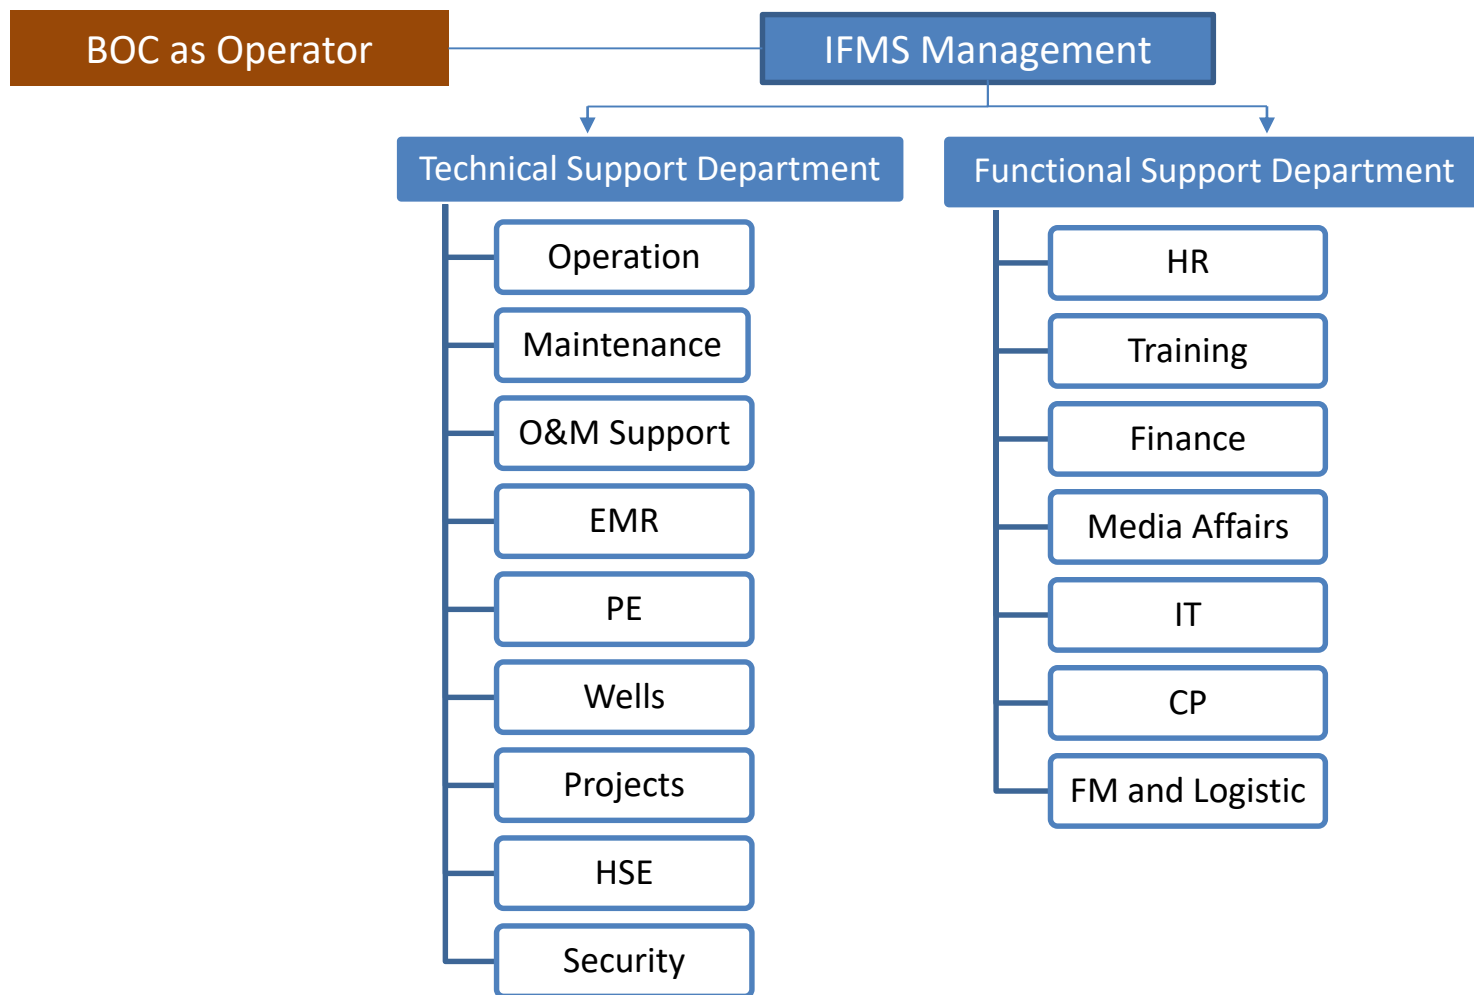 BOC as Operator
IFMS Management
Technical Support Department
Operation
Maintenance
O&M Support
EMR
PE
Wells
Projects
HSE
Security
Functional Support Department
HR
Training
Finance
Media Affairs
IT
CP
FM and Logistic